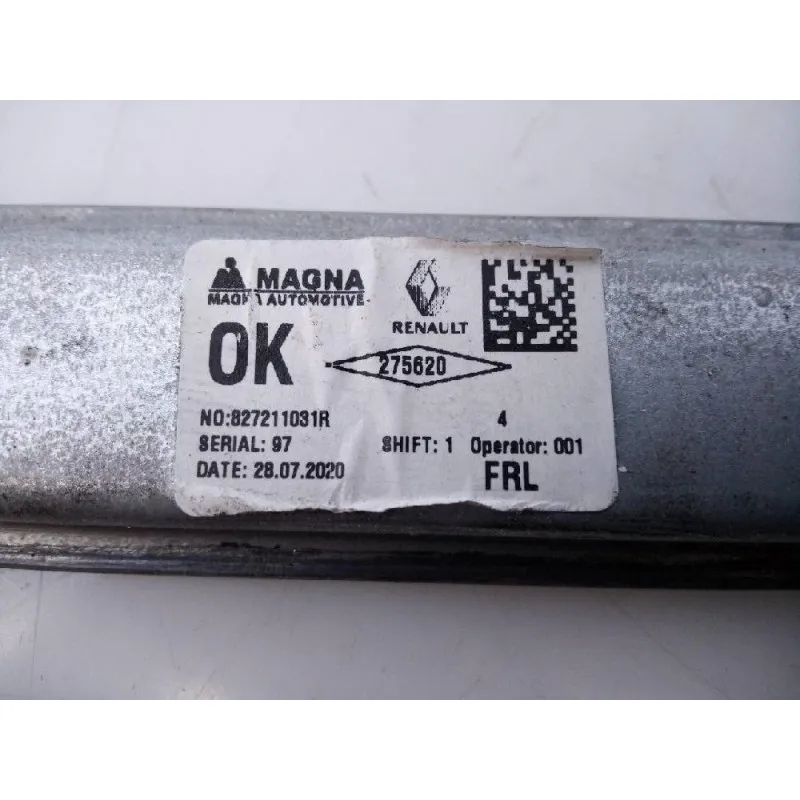 MAGNA
MAGNA AUTOMOTIVE
RENAULT
OK
275620
NO:827211031R
4
SERIAL: 97 SHIFT: 1 Operator: 001
DATE: 28.07.2020 FRL